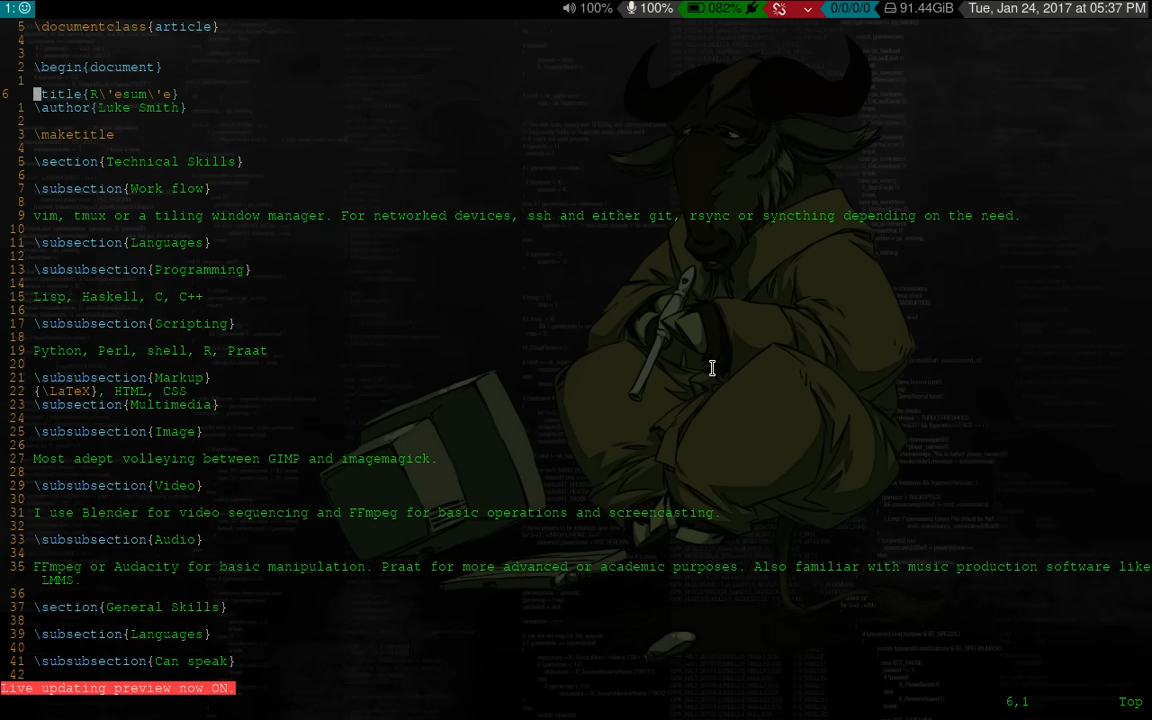 1: 100% 100% 082% 0/0/0/0 91.44GiB Tue, Jan 24, 2017 at 05:37 PM
5 \documentclass{article}
4
3
2 \begin{document}
1
6 \title{R\'esum\'e}
1 \author{Luke Smith}
2
3 \maketitle
4
5 \section{Technical Skills}
6
7 \subsection{Work flow}
8
9 vim, tmux or a tiling window manager. For networked devices, ssh and either git, rsync or syncthing depending on the need.
10
11 \subsection{Languages}
12
13 \subsubsection{Programming}
14
15 Lisp, Haskell, C, C++
16
17 \subsubsection{Scripting}
18
19 Python, Perl, shell, R, Praat
20
21 \subsubsection{Markup}
22 {\LaTeX}, HTML, CSS
23 \subsection{Multimedia}
24
25 \subsubsection{Image}
26
27 Most adept volleying between GIMP and imagemagick.
28
29 \subsubsection{Video}
30
31 I use Blender for video sequencing and FFmpeg for basic operations and screencasting.
32
33 \subsubsection{Audio}
34
35 FFmpeg or Audacity for basic manipulation. Praat for more advanced or academic purposes. Also familiar with music production software like
LMMS.
36
37 \section{General Skills}
38
39 \subsection{Languages}
40
41 \subsubsection{Can speak}
42
Live updating preview now ON.
6,1 Top